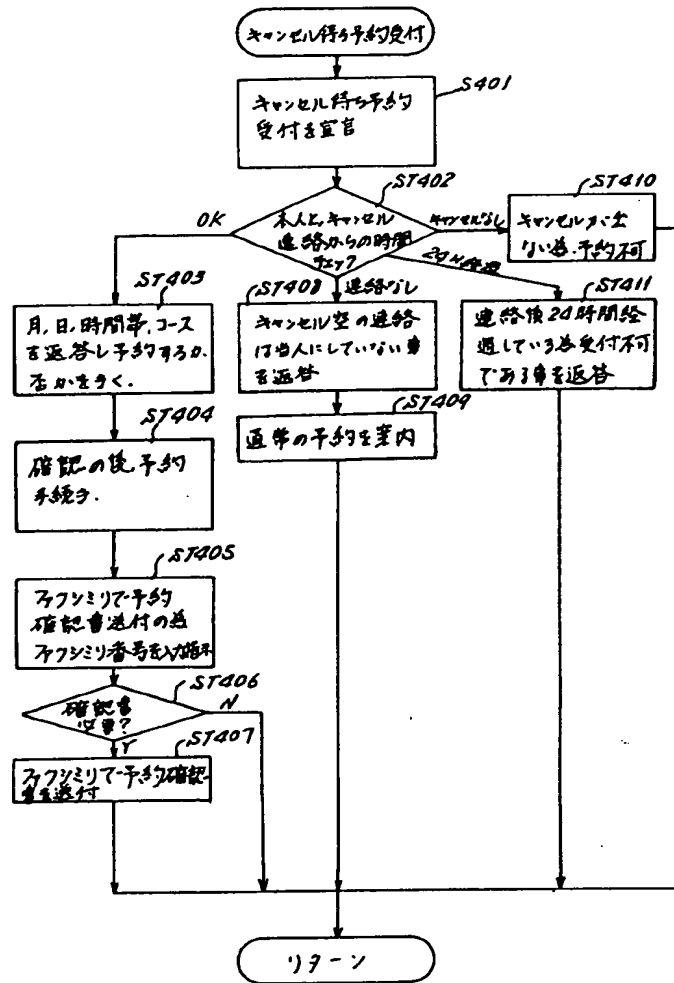 キャンセル待ち予約受付
S401
キャンセル待ち予約
受付を宣言
ST402
本人と、キャンセル
連絡からの時間
チェック
OK
キャンセルなし
24H経過
連絡なし
ST410
キャンセルが出
ない為、予約不可
ST403
月、日、時間帯、コース
を返答し予約するか、
否かをきく.
ST408
キャンセル空の連絡
は当人にしていない事
を返答
ST411
連絡後24時間経
過している為受付不可
である事を返答
ST404
確認の後、予約
手続き.
ST409
通常の予約を案内
ST405
ファクシミリで予約
確認書送付の為
ファクシミリ番号を入力指示
ST406
確認書
必要?
N
Y
ST407
ファクシミリで予約確認
書を送付
リターン